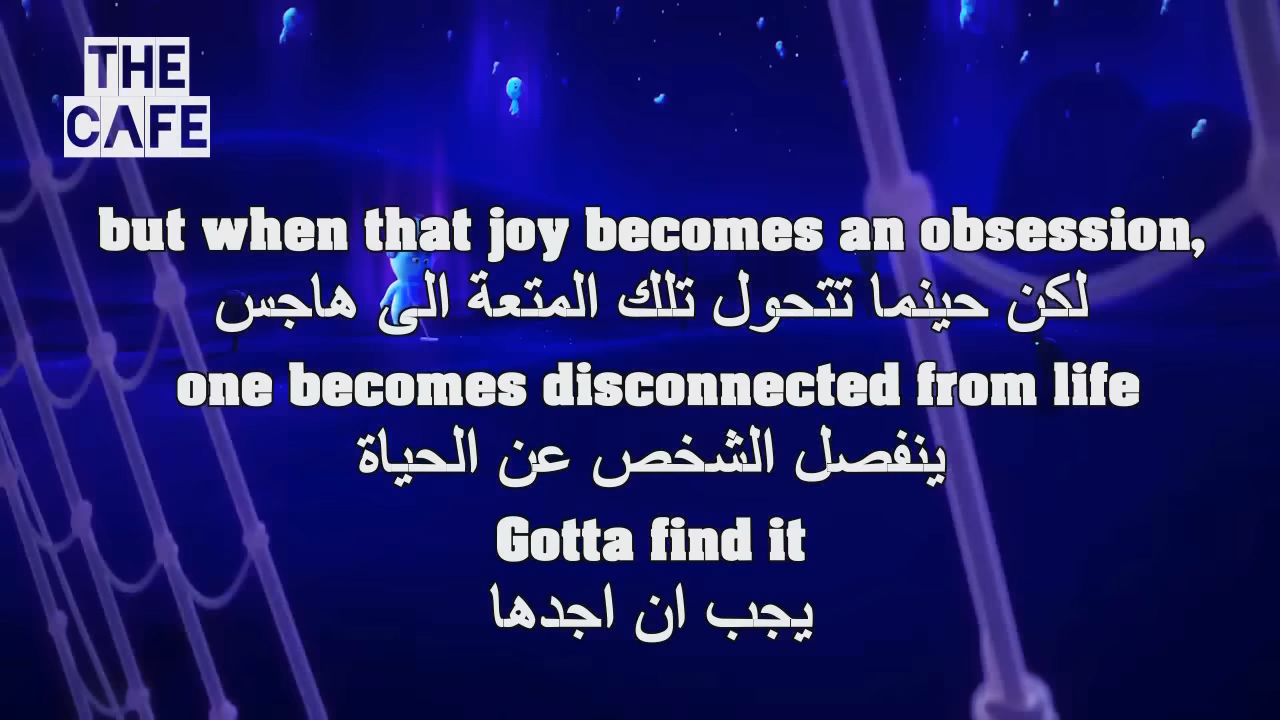 THE
CAFE
but when that joy becomes an obsession,
لكن حينما تتحول تلك المتعة الى هاجس
one becomes disconnected from life
ينفصل الشخص عن الحياة
Gotta find it
يجب ان اجدها